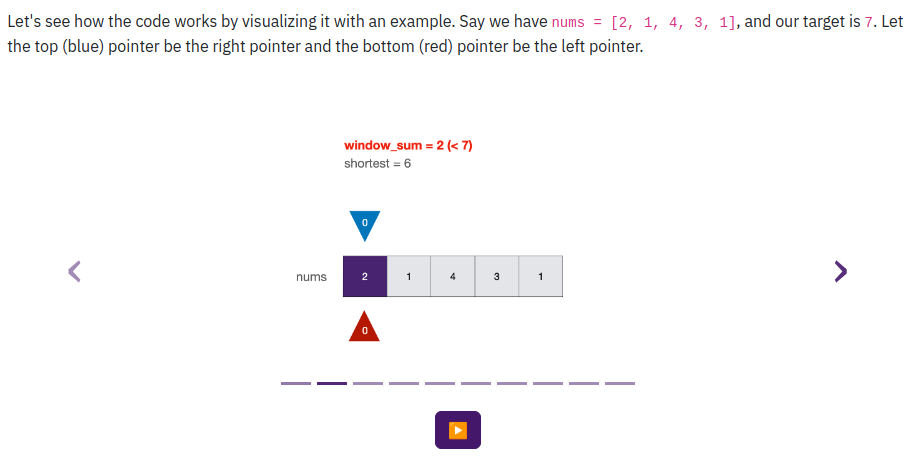 Let's see how the code works by visualizing it with an example. Say we have nums = [2, 1, 4, 3, 1], and our target is 7. Let
the top (blue) pointer be the right pointer and the bottom (red) pointer be the left pointer.
window_sum = 2 (< 7)
shortest = 6
0
nums 2 1 4 3 1
0